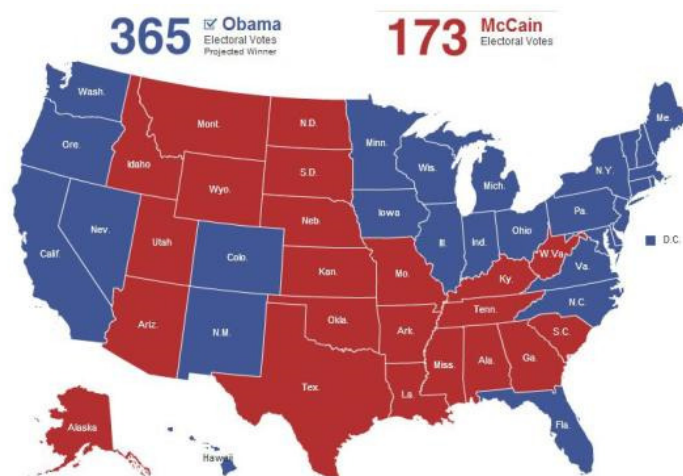 365
Obama
Electoral Votes
Projected Winner
173
McCain
Electoral Votes
Wash.
Mont.
N.D.
Minn.
Me.
Ore.
Idaho
S.D.
Wis.
N.Y.
Wyo.
Mich.
Nev.
Neb.
Iowa
Pa.
Utah
Colo.
Ill.
Ind.
Ohio
D.C.
Calif.
Kan.
Mo.
W.Va.
Va.
Ky.
Ariz.
N.M.
Okla.
Ark.
Tenn.
N.C.
S.C.
Tex.
La.
Miss.
Ala.
Ga.
Alaska
Hawaii
Fla.